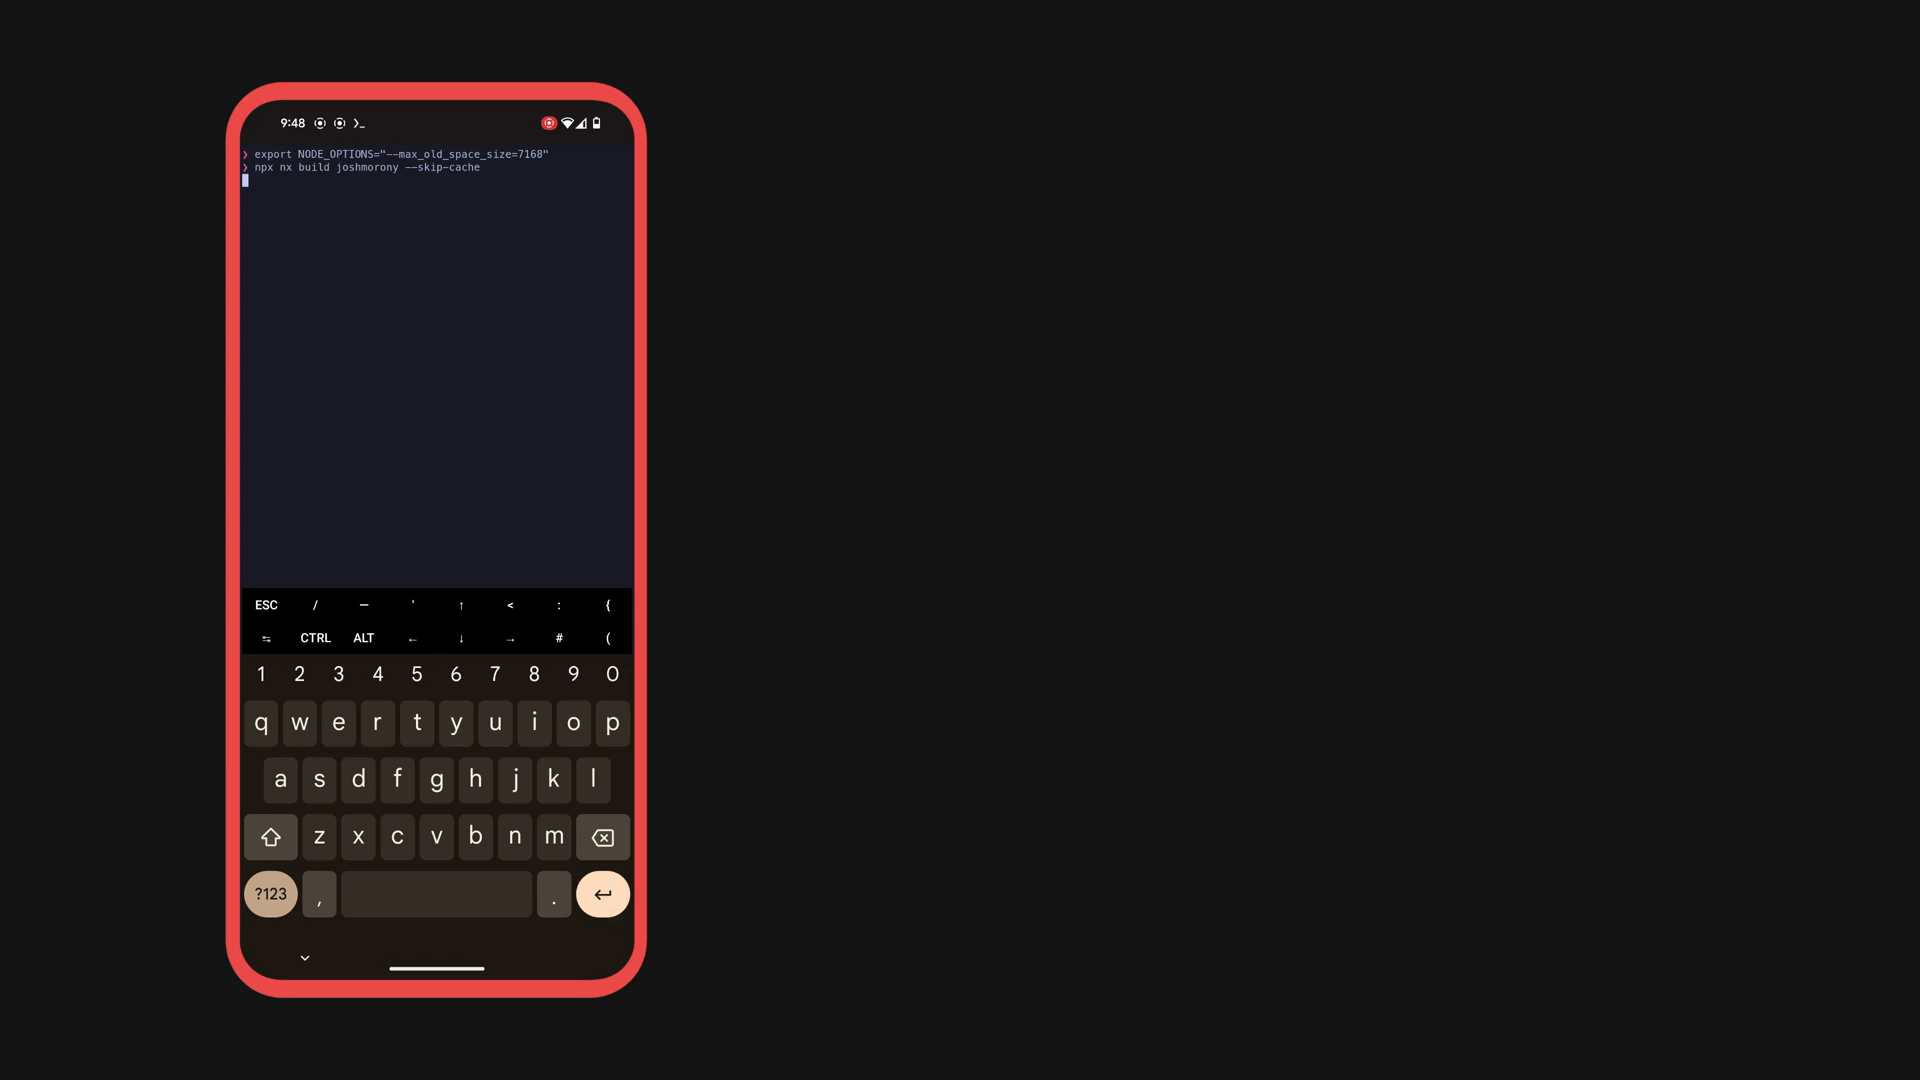 9:48
❯ export NODE_OPTIONS="--max_old_space_size=7168"
❯ npx nx build joshmorony --skip-cache
ESC / — ' ↑ < : {
CTRL ALT ← ↓ → # (
1 2 3 4 5 6 7 8 9 0
q w e r t y u i o p
a s d f g h j k l
z x c v b n m
?123 , .